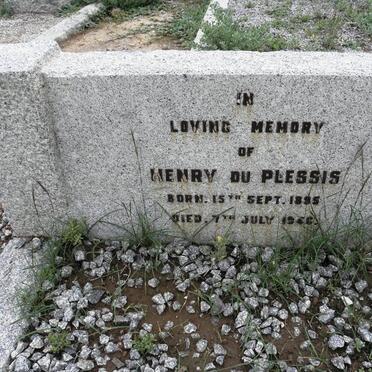 IN
LOVING MEMORY
OF
HENRY DU PLESSIS
BORN. 15TH SEPT. 1895
DIED. 7TH JULY 1946.